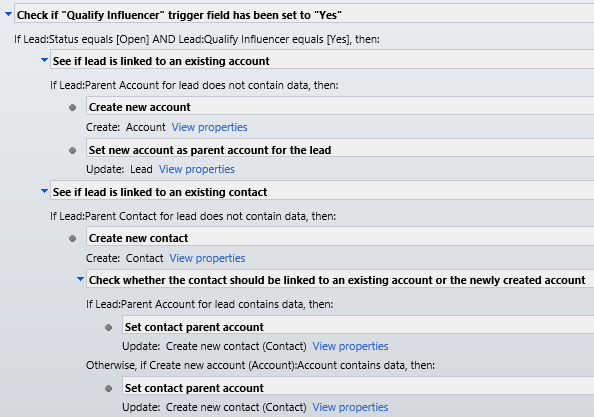 Check if "Qualify Influencer" trigger field has been set to "Yes"
If Lead:Status equals [Open] AND Lead:Qualify Influencer equals [Yes], then:
See if lead is linked to an existing account
If Lead:Parent Account for lead does not contain data, then:
Create new account
Create: Account View properties
Set new account as parent account for the lead
Update: Lead View properties
See if lead is linked to an existing contact
If Lead:Parent Contact for lead does not contain data, then:
Create new contact
Create: Contact View properties
Check whether the contact should be linked to an existing account or the newly created account
If Lead:Parent Account for lead contains data, then:
Set contact parent account
Update: Create new contact (Contact) View properties
Otherwise, if Create new account (Account):Account contains data, then:
Set contact parent account
Update: Create new contact (Contact) View properties